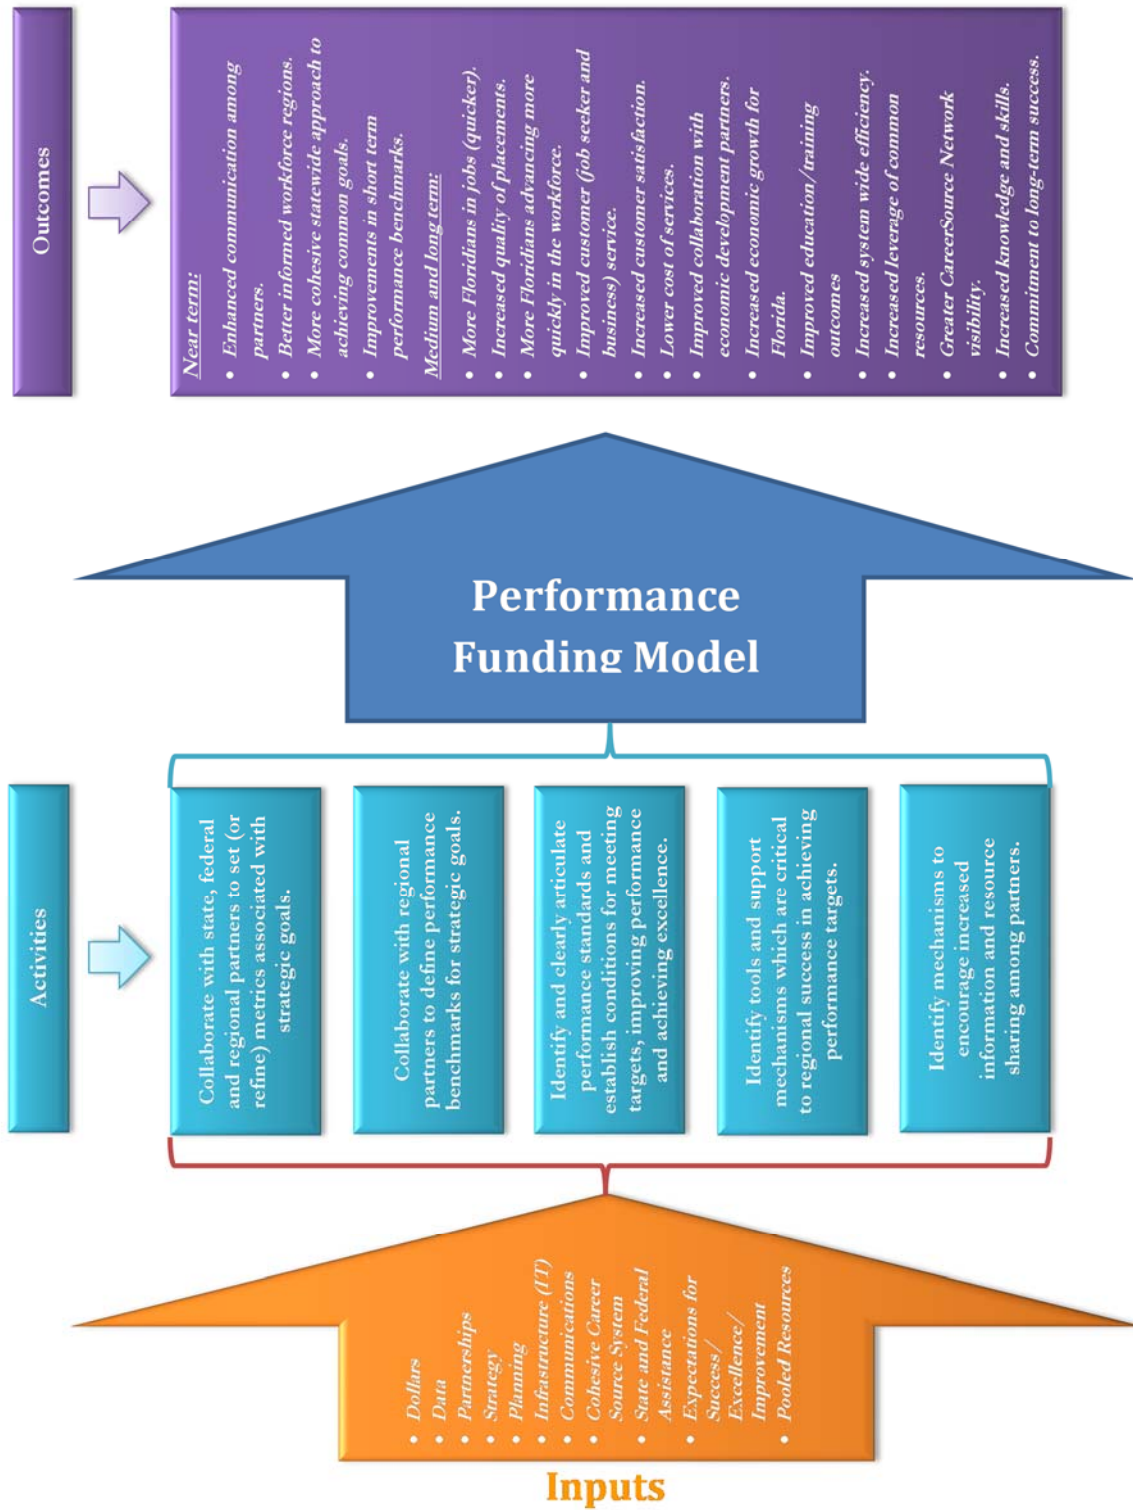 Inputs
• Dollars
• Data
• Partnerships
• Strategy
• Planning
• Infrastructure (IT)
• Communications
• Cohesive Career
Source System
• State and Federal
Assistance
• Expectations for
Success/
Excellence/
Improvement
• Pooled Resources
Activities
Collaborate with state, federal
and regional partners to set (or
refine) metrics associated with
strategic goals.
Collaborate with regional
partners to define performance
benchmarks for strategic goals.
Identify and clearly articulate
performance standards and
establish conditions for meeting
targets, improving performance
and achieving excellence.
Identify tools and support
mechanisms which are critical
to regional success in achieving
performance targets.
Identify mechanisms to
encourage increased
information and resource
sharing among partners.
Performance
Funding Model
Outcomes
Near term:
• Enhanced communication among
partners.
• Better informed workforce regions.
• More cohesive statewide approach to
achieving common goals.
• Improvements in short term
performance benchmarks.
Medium and long term:
• More Floridians in jobs (quicker).
• Increased quality of placements.
• More Floridians advancing more
quickly in the workforce.
• Improved customer (job seeker and
business) service.
• Increased customer satisfaction.
• Lower cost of services.
• Improved collaboration with
economic development partners.
• Increased economic growth for
Florida.
• Improved education/training
outcomes
• Increased system wide efficiency.
• Increased leverage of common
resources.
• Greater CareerSource Network
visibility.
• Increased knowledge and skills.
• Commitment to long-term success.